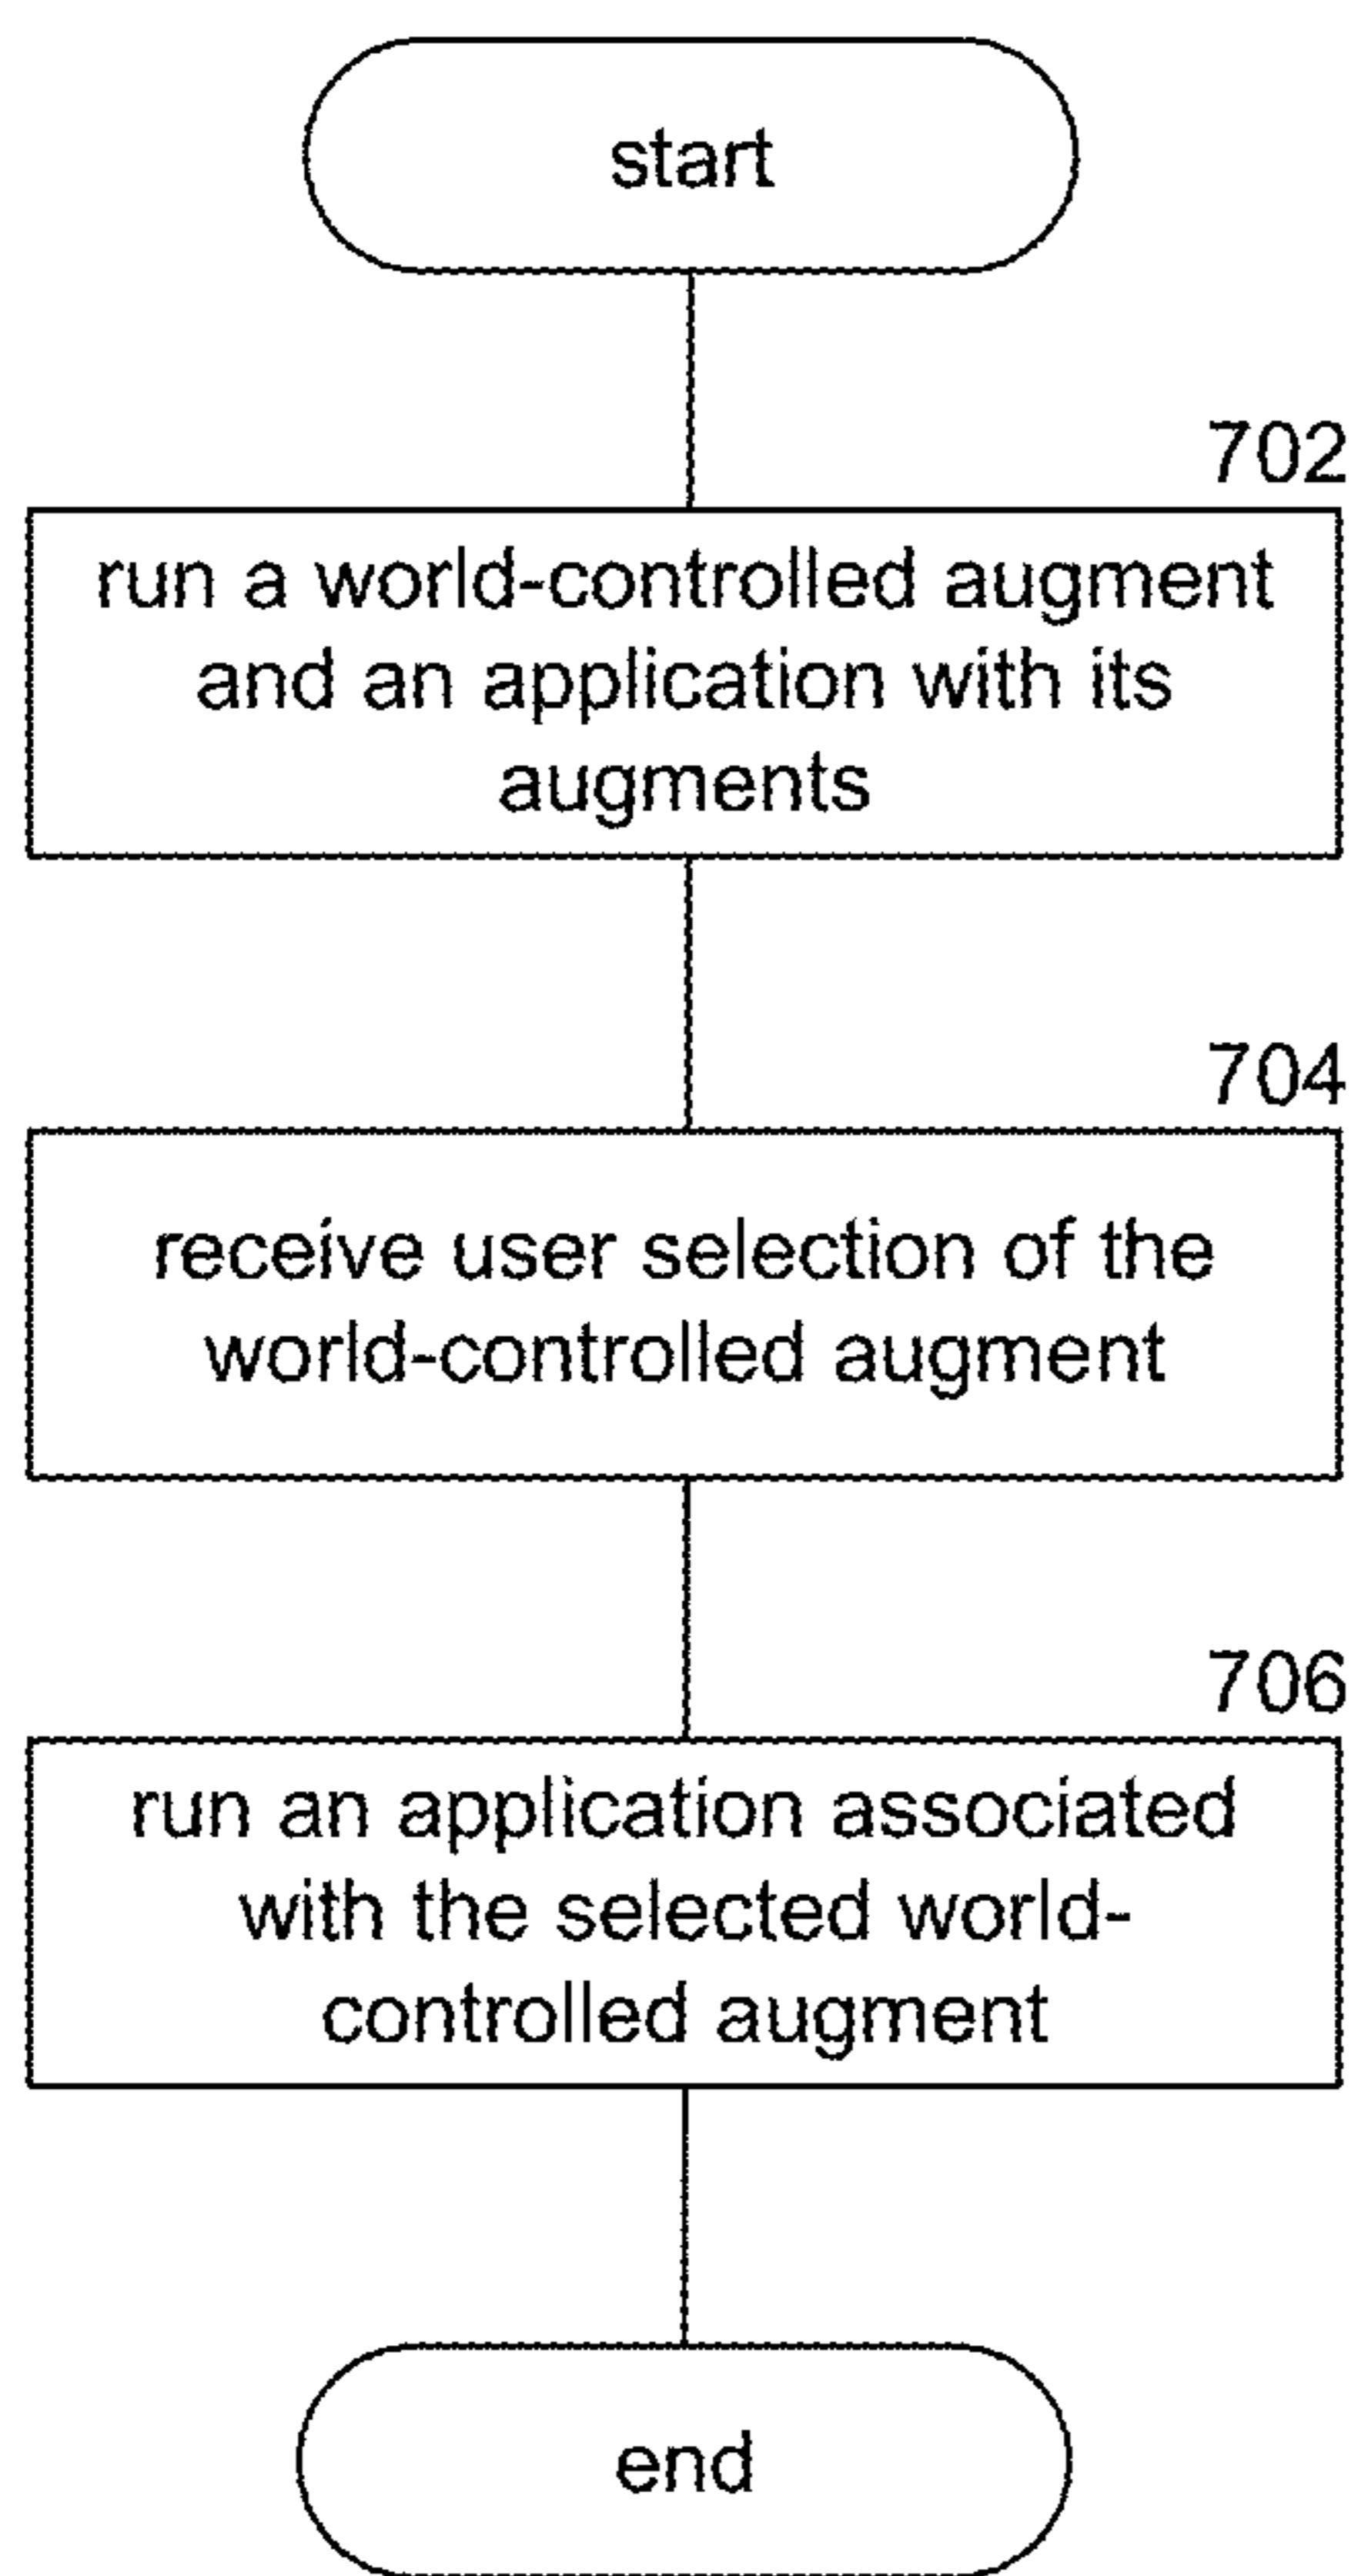 start
702
run a world-controlled augment
and an application with its
augments
704
receive user selection of the
world-controlled augment
706
run an application associated
with the selected world-
controlled augment
end